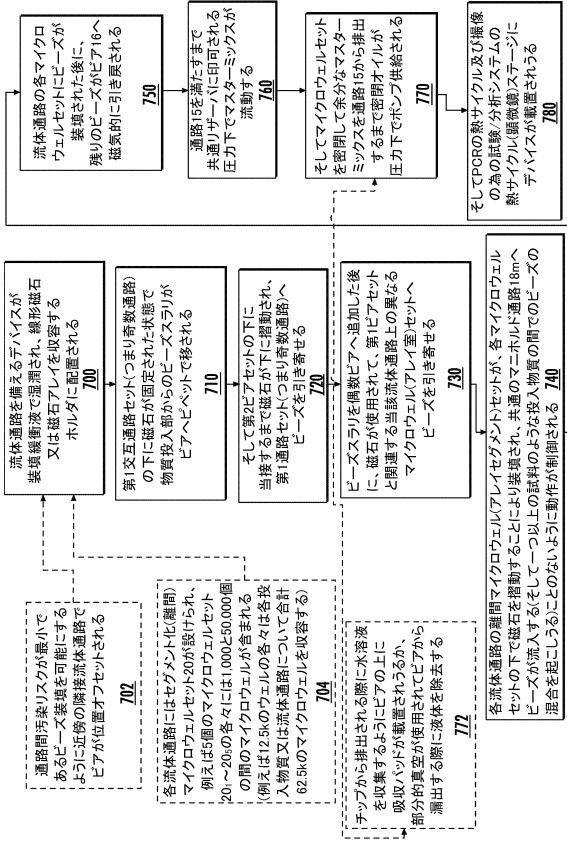 流体通路を備えるデバイスが
装填緩衝液で湿潤され、線形磁石
又は磁石アレイを収容する
ホルダに配置される
700
第1交互通路セット(つまり奇数通路)
の下に磁石が固定された状態で
物質投入部からのビーズスラリが
ビアへピペットで移される
710
そして第2ビアセットの下に
当接するまで磁石が下に摺動され、
第1通路セット(つまり奇数通路)へ
ビーズを引き寄せる
720
ビーズスラリを偶数ビアへ追加した後
に、磁石が使用されて、第1ビアセット
と関連する当該流体通路上の異なる
マイクロウェル(アレイ室)セットへ
ビーズを引き寄せる
730
各流体通路の離間マイクロウェル(アレイセグメント)セットが、各マイクロウェル
セットの下で磁石を摺動することにより装填され、共通のマニホルド通路18mへ
ビーズが流入する(そして一つ以上の試料のような投入物質の間でのビーズの
混合を起こしうる)ことのないように動作が制御される 740
流体通路の各マイクロ
ウェルセットにビーズが
装填された後に、
残りのビーズがビア16へ
磁気的に引き戻される
750
通路15を満たすまで
共通リザーバに印可される
圧力下でマスターミックスが
流動する
760
そしてマイクロウェルセット
を密閉して余分なマスター
ミックスを通路15から排出
するまで密閉オイルが
圧力下でポンプ供給される
770
そしてPCRの熱サイクル及び撮像
の為の試験/分析システムの
熱サイクル(顕微鏡)ステージに
デバイスが載置されうる
780
通路間汚染リスクが最小で
あるビーズ装填を可能にする
ように近傍の隣接流体通路で
ビアが位置オフセットされる
702
各流体通路にはセグメント化(離間)
マイクロウェルセット20が設けられ、
例えば5個のマイクロウェルセット
20₁~20₅の各々には1,000と50,000個
の間のマイクロウェルが含まれる
(例えば12.5kのウェルの各々は各投
入物質又は流体通路について合計
62.5kのマイクロウェルを収容する)
704
チップから排出される際に水溶液
を収集するようにビアの上に
吸収パッドが載置されうるか、
部分的真空が使用されてビアから
漏出する際に液体を除去する
772